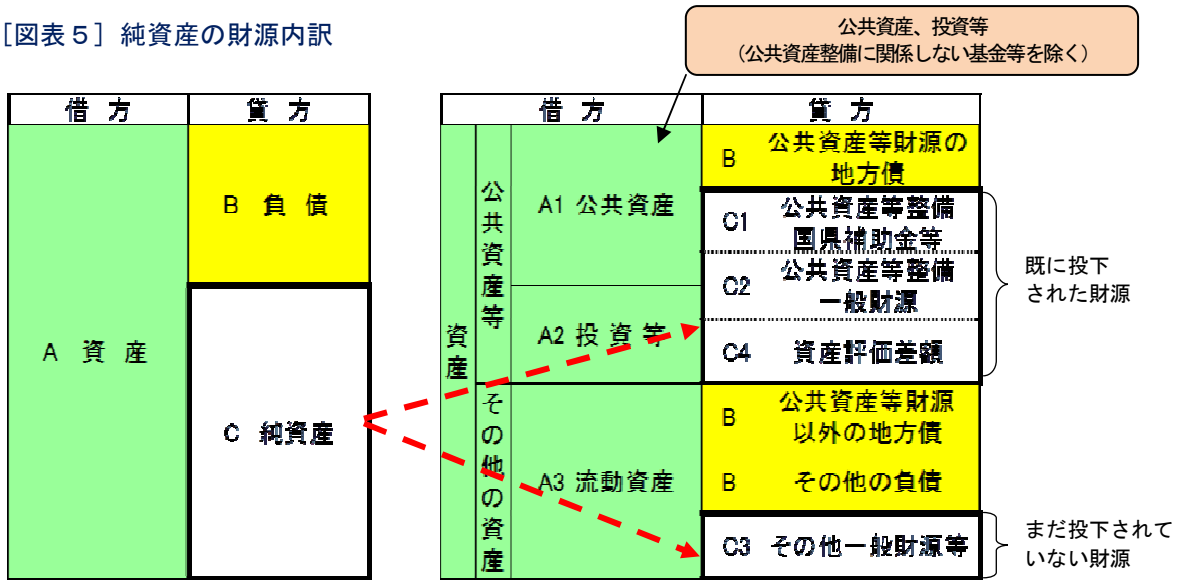 ［図表５］純資産の財源内訳
公共資産、投資等
（公共資産整備に関係しない基金等を除く）
借 方
貸 方
A 資 産
B 負 債
C 純資産
借 方
貸 方
資産
公共資産等
その他の資産
A1 公共資産
A2 投 資 等
A3 流動資産
B 公共資産等財源の
地方債
C1 公共資産等整備
国県補助金等
C2 公共資産等整備
一般財源
C4 資産評価差額
B 公共資産等財源
以外の地方債
B その他の負債
C3 その他一般財源等
既に投下
された財源
まだ投下されて
いない財源